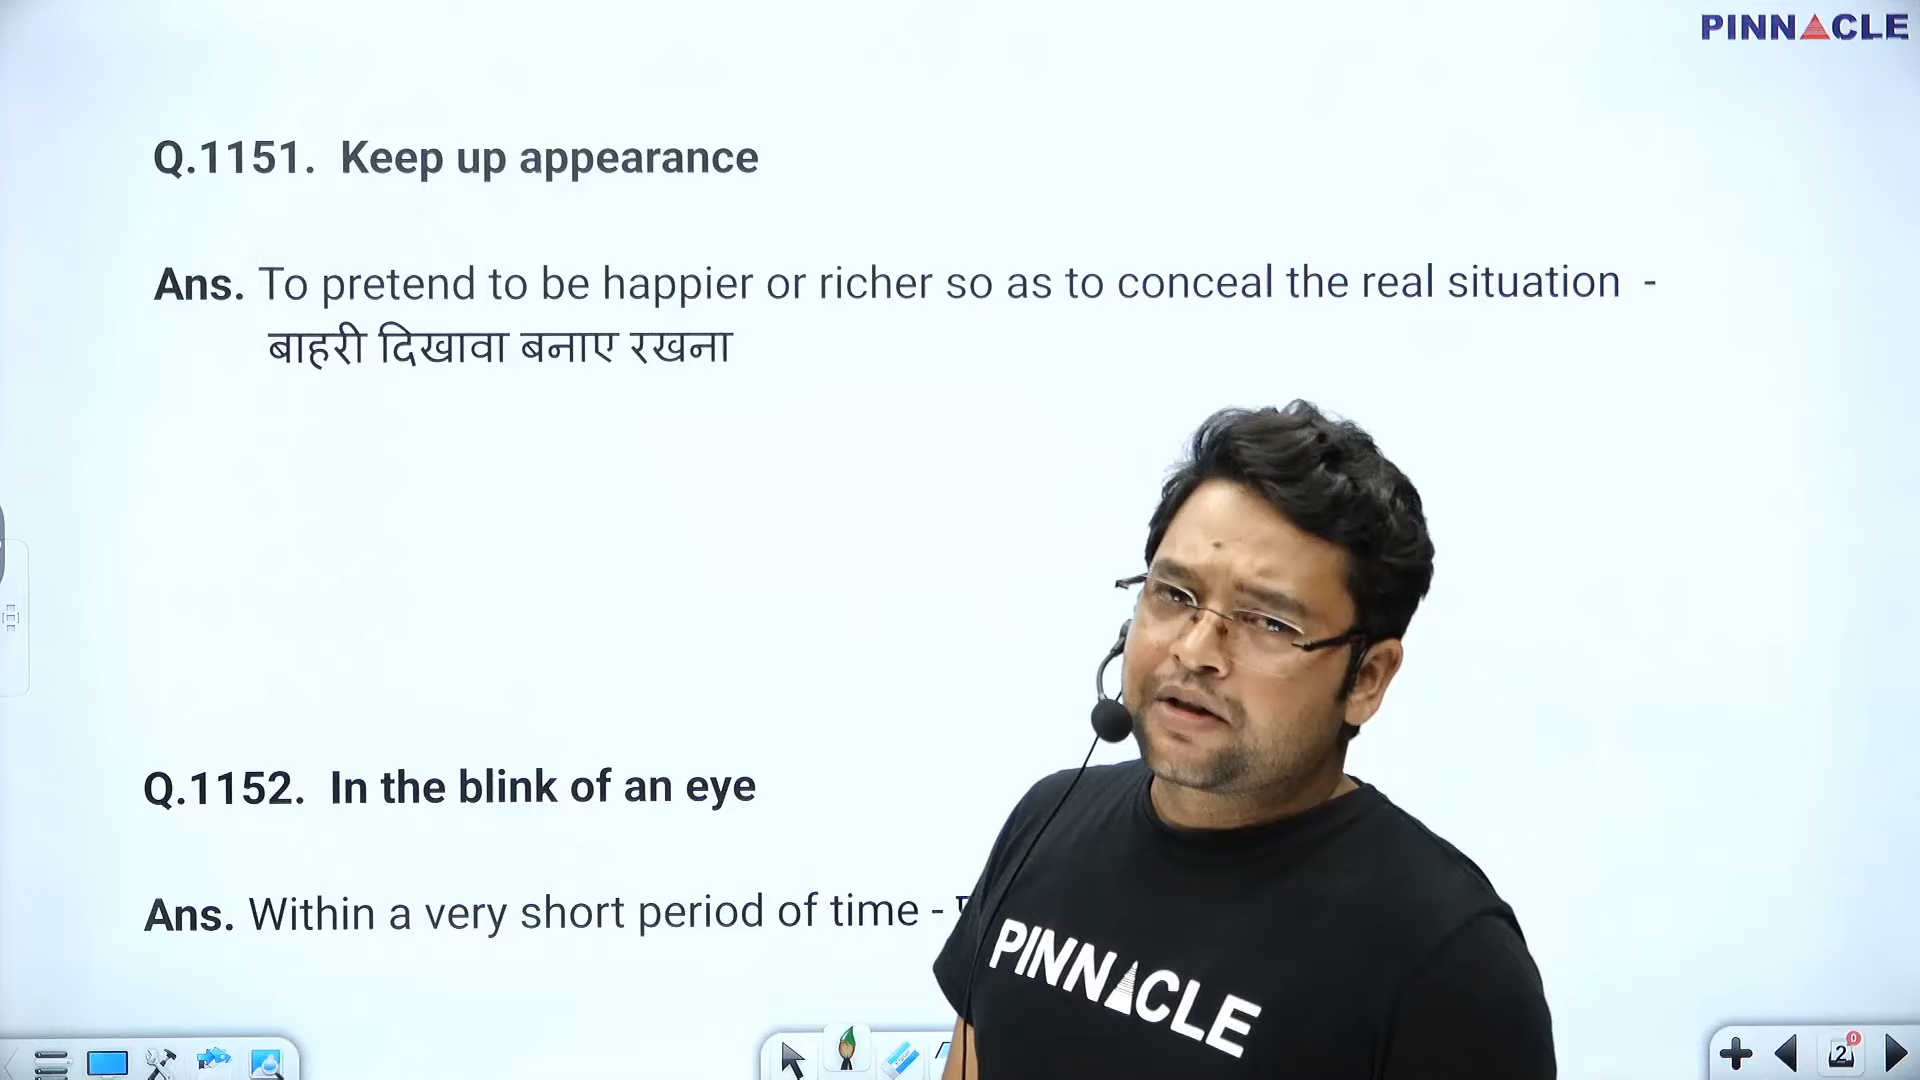 PINNACLE
Q.1151. Keep up appearance
Ans. To pretend to be happier or richer so as to conceal the real situation -
बाहरी दिखावा बनाए रखना
Q.1152. In the blink of an eye
Ans. Within a very short period of time -
PINNACLE
2
0